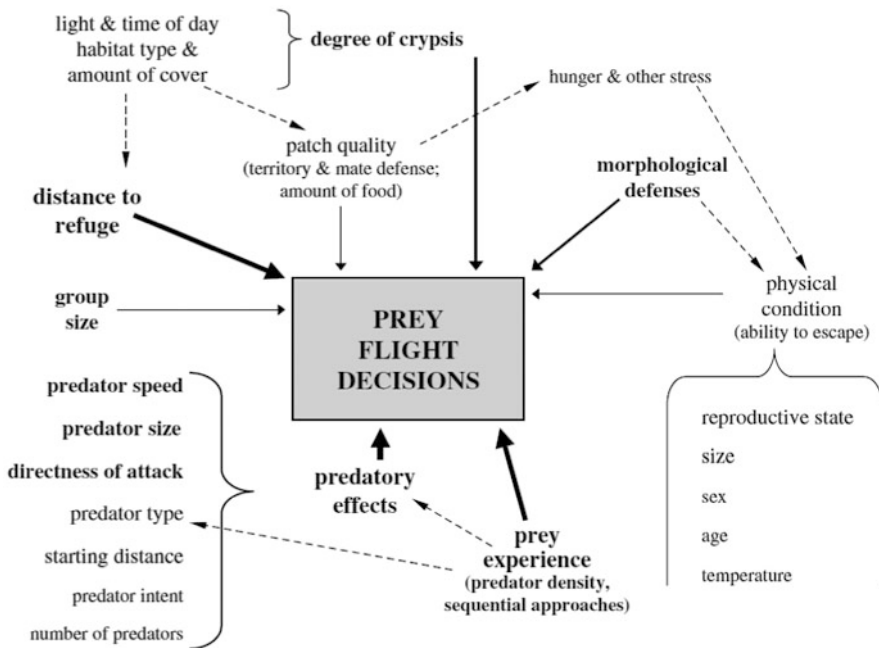 light & time of day
habitat type &
amount of cover
degree of crypsis
hunger & other stress
patch quality
(territory & mate defense;
amount of food)
morphological
defenses
distance to
refuge
group
size
PREY
FLIGHT
DECISIONS
physical
condition
(ability to escape)
predator speed
predator size
directness of attack
predator type
starting distance
predator intent
number of predators
predatory
effects
prey
experience
(predator density,
sequential approaches)
reproductive state
size
sex
age
temperature